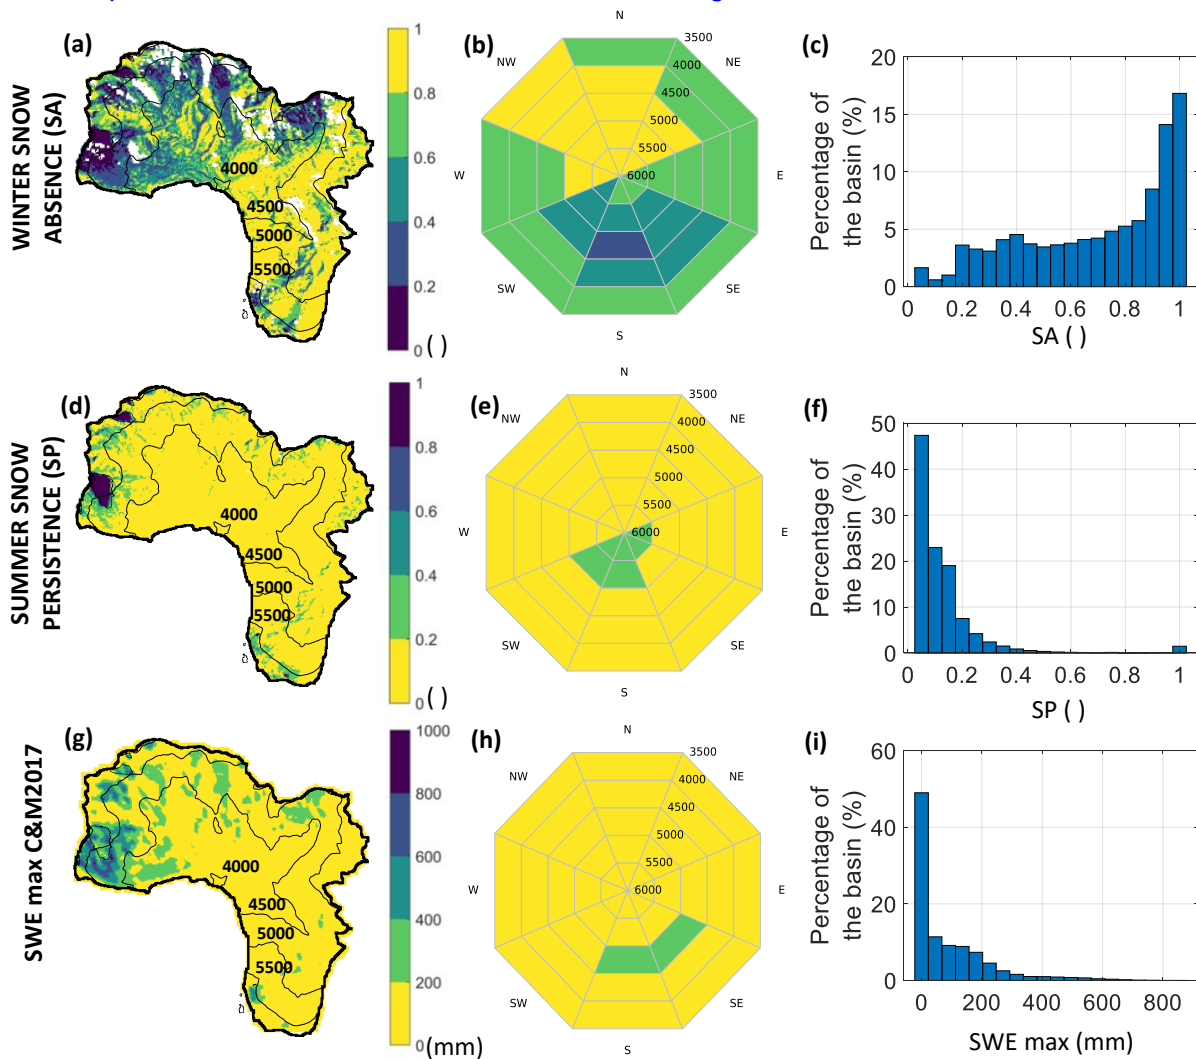 WINTER SNOW
ABSENCE (SA)
(a)
1
0.8
0.6
0.4
0.2
0
( )
4000
4500
5000
5500
(b)
N
NE
E
SE
S
SW
W
NW
3500
4000
4500
5000
5500
6000
(c)
Percentage of
the basin (%)
20
15
10
5
0
0 0.2 0.4 0.6 0.8 1
SA ( )
SUMMER SNOW
PERSISTENCE (SP)
(d)
1
0.8
0.6
0.4
0.2
0
( )
4000
4500
5000
5500
(e)
N
NE
E
SE
S
SW
W
NW
3500
4000
4500
5000
5500
6000
(f)
Percentage of
the basin (%)
50
40
30
20
10
0
0 0.2 0.4 0.6 0.8 1
SP ( )
SWE max C&M2017
(g)
1000
800
600
400
200
0
(mm)
4000
4500
5000
5500
(h)
N
NE
E
SE
S
SW
W
NW
3500
4000
4500
5000
5500
6000
(i)
Percentage of
the basin (%)
60
40
20
0
0 200 400 600 800
SWE max (mm)